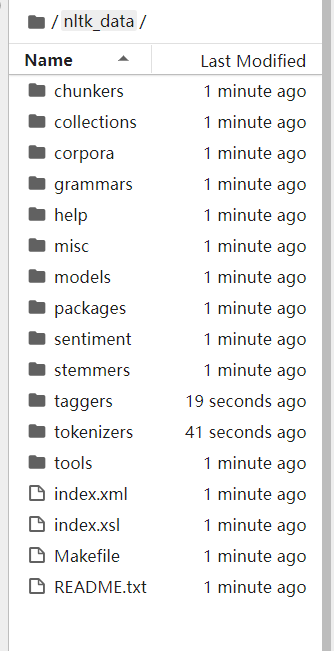 / nltk_data /
Name Last Modified
chunkers 1 minute ago
collections 1 minute ago
corpora 1 minute ago
grammars 1 minute ago
help 1 minute ago
misc 1 minute ago
models 1 minute ago
packages 1 minute ago
sentiment 1 minute ago
stemmers 1 minute ago
taggers 19 seconds ago
tokenizers 41 seconds ago
tools 1 minute ago
index.xml 1 minute ago
index.xsl 1 minute ago
Makefile 1 minute ago
README.txt 1 minute ago